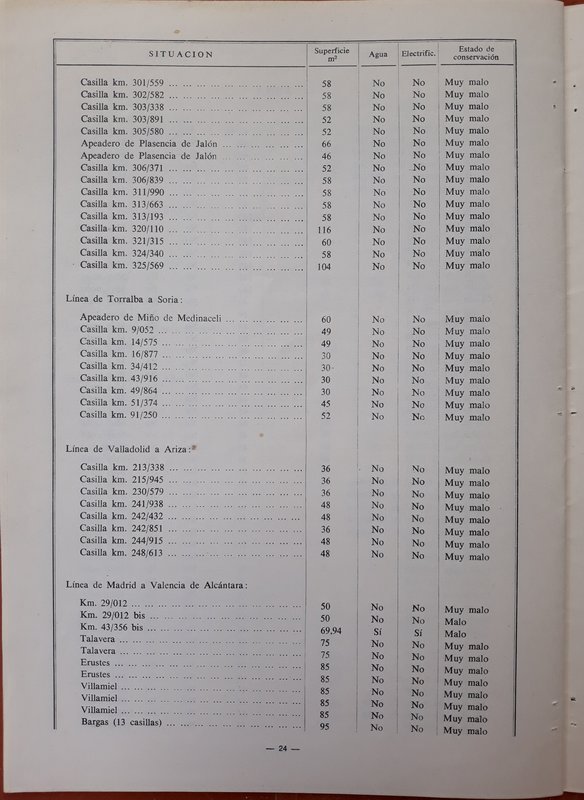 SITUACION Superficie m² Agua Electrific. Estado de conservación
Casilla km. 301/559 ... 58 No No Muy malo
Casilla km. 302/582 ... 58 No No Muy malo
Casilla km. 303/338 ... 58 No No Muy malo
Casilla km. 303/891 ... 52 No No Muy malo
Casilla km. 305/580 ... 52 No No Muy malo
Apeadero de Plasencia de Jalón ... 66 No No Muy malo
Apeadero de Plasencia de Jalón ... 46 No No Muy malo
Casilla km. 306/371 ... 52 No No Muy malo
Casilla km. 306/839 ... 58 No No Muy malo
Casilla km. 311/990 ... 58 No No Muy malo
Casilla km. 313/663 ... 58 No No Muy malo
Casilla km. 313/193 ... 58 No No Muy malo
Casilla km. 320/110 ... 116 No No Muy malo
Casilla km. 321/315 ... 60 No No Muy malo
Casilla km. 324/340 ... 58 No No Muy malo
Casilla km. 325/569 ... 104 No No Muy malo
Línea de Torralba a Soria:
Apeadero de Miño de Medinaceli ... 60 No No Muy malo
Casilla km. 9/052 ... 49 No No Muy malo
Casilla km. 14/575 ... 49 No No Muy malo
Casilla km. 16/877 ... 30 No No Muy malo
Casilla km. 34/412 ... 30 No No Muy malo
Casilla km. 43/916 ... 30 No No Muy malo
Casilla km. 49/864 ... 30 No No Muy malo
Casilla km. 51/374 ... 45 No No Muy malo
Casilla km. 91/250 ... 52 No No Muy malo
Línea de Valladolid a Ariza:
Casilla km. 213/338 ... 36 No No Muy malo
Casilla km. 215/945 ... 36 No No Muy malo
Casilla km. 230/579 ... 36 No No Muy malo
Casilla km. 241/938 ... 48 No No Muy malo
Casilla km. 242/432 ... 48 No No Muy malo
Casilla km. 242/851 ... 36 No No Muy malo
Casilla km. 244/915 ... 48 No No Muy malo
Casilla km. 248/613 ... 48 No No Muy malo
Línea de Madrid a Valencia de Alcántara:
Km. 29/012 ... 50 No No Muy malo
Km. 29/012 bis ... 50 No No Malo
Km. 43/356 bis ... 69,94 Sí Sí Malo
Talavera ... 75 No No Muy malo
Talavera ... 75 No No Muy malo
Erustes ... 85 No No Muy malo
Erustes ... 85 No No Muy malo
Villamiel ... 85 No No Muy malo
Villamiel ... 85 No No Muy malo
Villamiel ... 85 No No Muy malo
Bargas (13 casillas) ... 95 No No Muy malo
— 24 —